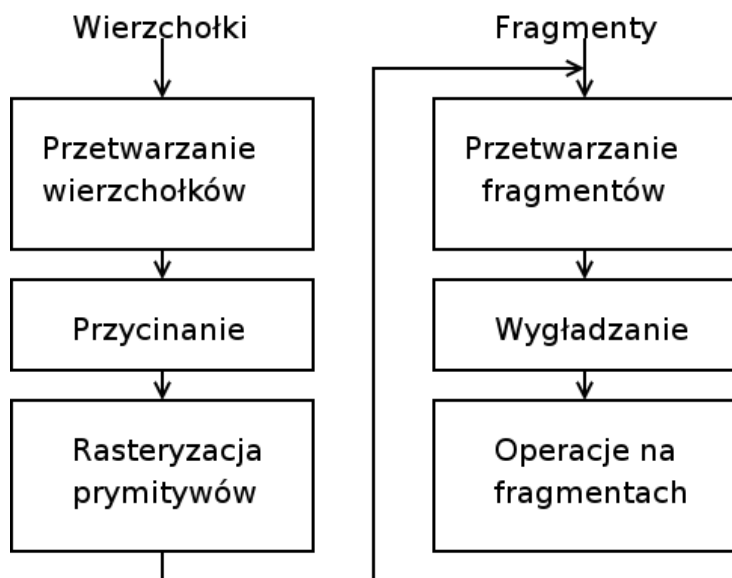 Wierzchołki
Przetwarzanie
wierzchołków
Przycinanie
Rasteryzacja
prymitywów
Fragmenty
Przetwarzanie
fragmentów
Wygładzanie
Operacje na
fragmentach